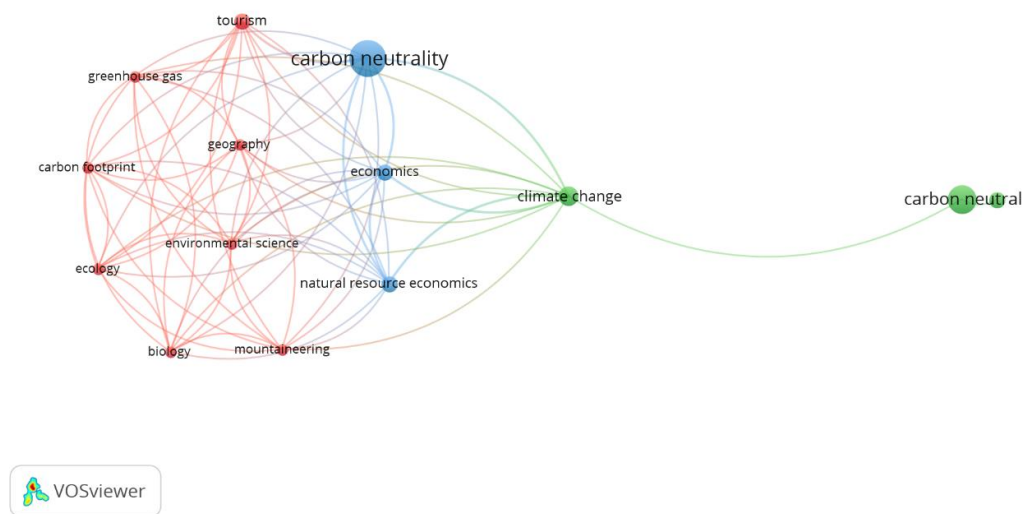 tourism
carbon neutrality
greenhouse gas
geography
carbon footprint
economics
climate change
carbon neutral
environmental science
ecology
natural resource economics
biology
mountaineering
VOSviewer